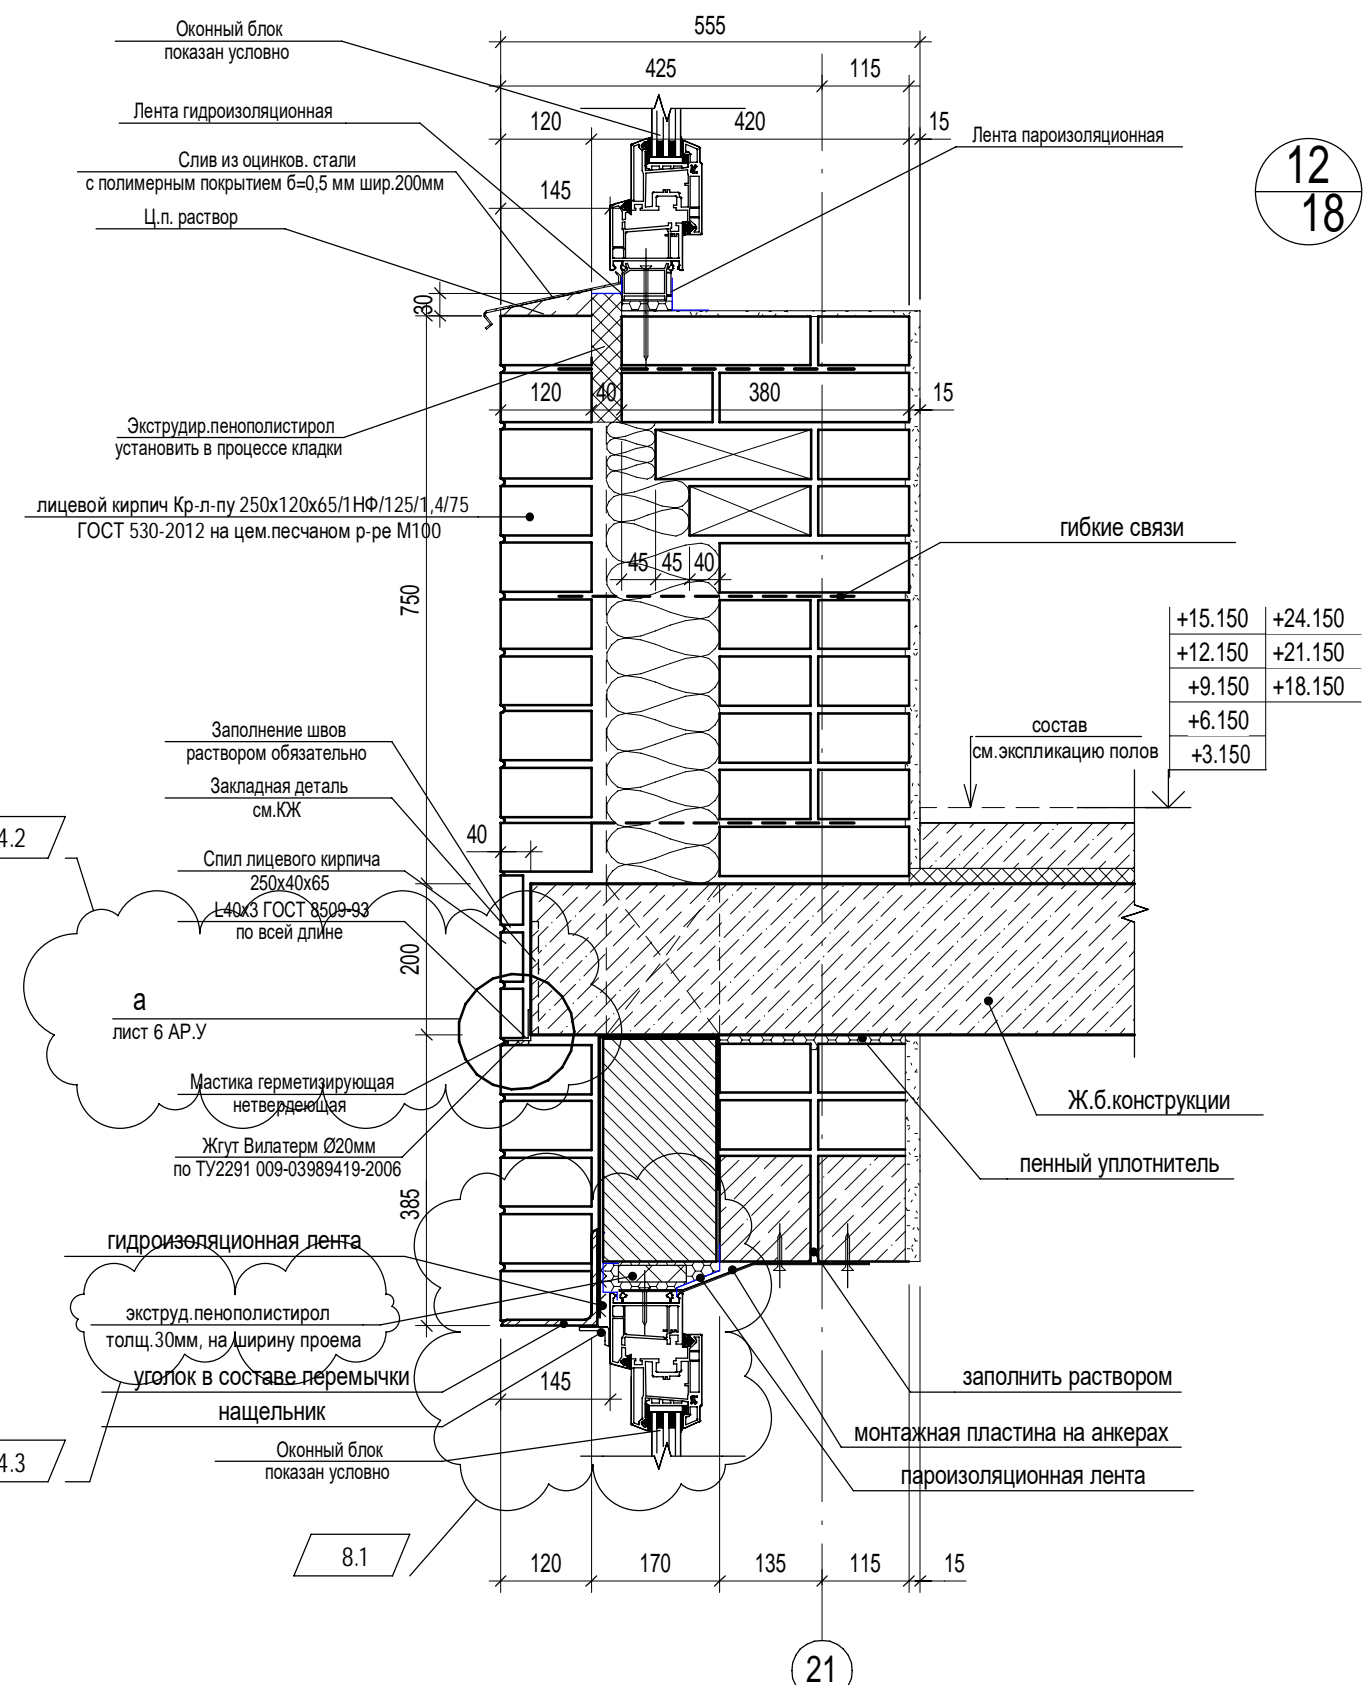 555
Оконный блок
показан условно
425
115
Лента гидроизоляционная
120
420
15
Лента пароизоляционная
12
18
Слив из оцинков. стали
с полимерным покрытием б=0,5 мм шир.200мм
145
Ц.п. раствор
30
120
40
380
15
Экструдир.пенополистирол
установить в процессе кладки
лицевой кирпич Кр-л-пу 250х120х65/1НФ/125/1,4/75
ГОСТ 530-2012 на цем.песчаном р-ре М100
гибкие связи
45
45
40
750
+15.150
+24.150
+12.150
+21.150
+9.150
+18.150
+6.150
+3.150
состав
см.экспликацию полов
Заполнение швов
раствором обязательно
Закладная деталь
см.КЖ
40
4.2
Спил лицевого кирпича
250х40х65
L40х3 ГОСТ 8509-93
по всей длине
200
а
лист 6 АР.У
Мастика герметизирующая
нетвердеющая
Ж.б.конструкции
Жгут Вилатерм Ø20мм
по ТУ2291 009-03989419-2006
пенный уплотнитель
385
гидроизоляционная лента
экструд.пенополистирол
толщ.30мм, на ширину проема
уголок в составе перемычки
145
заполнить раствором
нащельник
монтажная пластина на анкерах
Оконный блок
показан условно
4.3
пароизоляционная лента
8.1
120
170
135
115
15
21